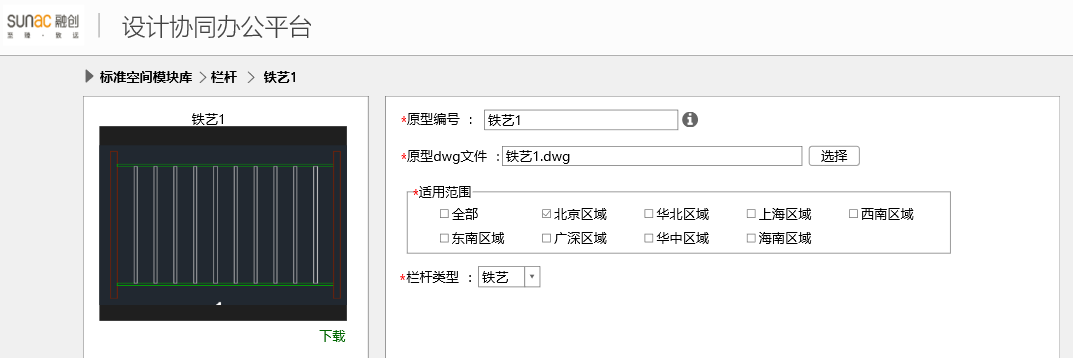 sunac 融创
至臻·致远
设计协同办公平台
标准空间模块库 > 栏杆 > 铁艺1
铁艺1
下载
*原型编号 : 铁艺1
*原型dwg文件 : 铁艺1.dwg 选择
*适用范围
全部 北京区域 华北区域 上海区域 西南区域
东南区域 广深区域 华中区域 海南区域
*栏杆类型 : 铁艺